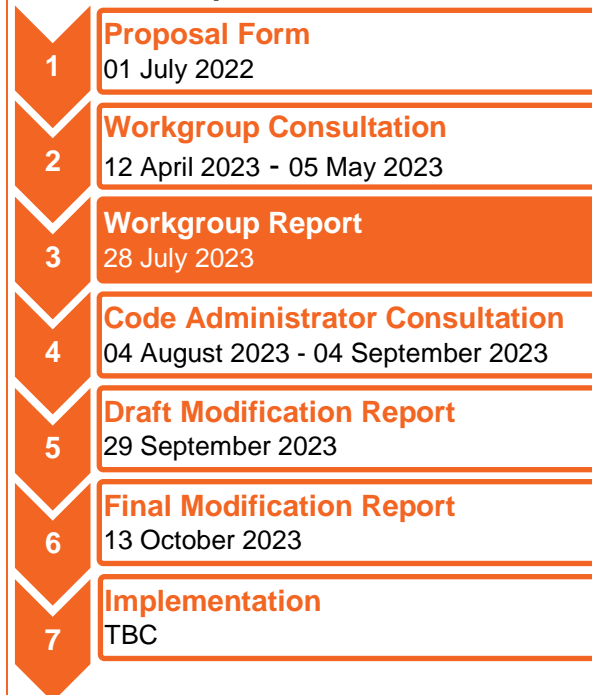 Proposal Form
1
01 July 2022
Workgroup Consultation
2
12 April 2023 - 05 May 2023
Workgroup Report
3
28 July 2023
Code Administrator Consultation
4
04 August 2023 - 04 September 2023
Draft Modification Report
5
29 September 2023
Final Modification Report
6
13 October 2023
Implementation
7
TBC